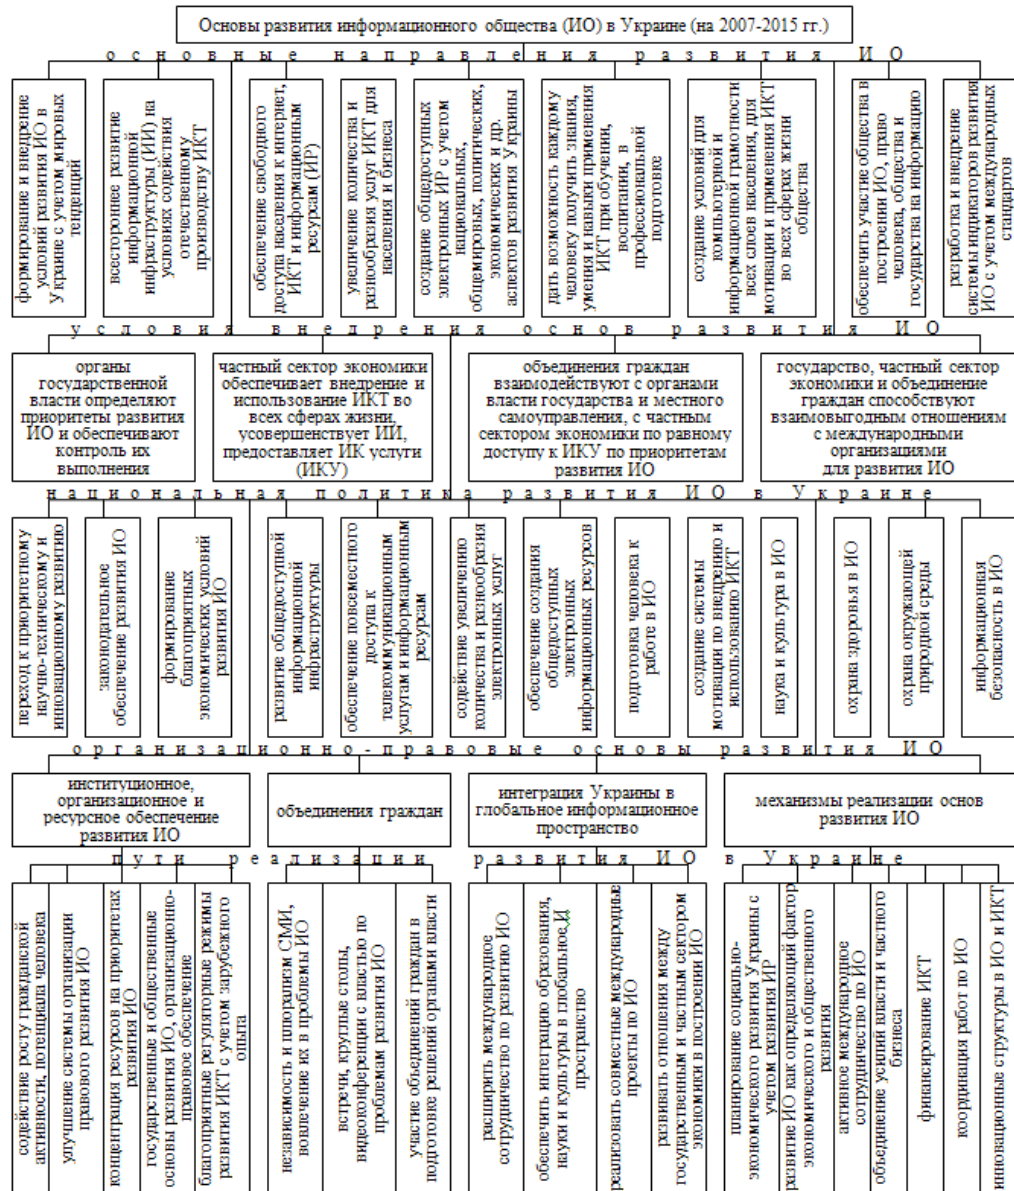 Основы развития информационного общества (ИО) в Украине (на 2007-2015 гг.)
основные направления развития ИО
формирование и внедрение
условий развития ИО в
Украине с учетом мировых
тенденций
всестороннее развитие
информационной
инфраструктуры (ИИ) на
условиях содействия
отечественному
производству ИКТ
обеспечение свободного
доступа населения к интернет,
ИКТ и информационным
ресурсам (ИР)
увеличение количества и
разнообразия услуг ИКТ для
населения и бизнеса
создание общедоступных
электронных ИР с учетом
национальных,
общемировых, политических,
экономических и др.
аспектов развития Украины
дать возможность каждому
человеку получить знания,
умения и навыки применения
ИКТ при обучении,
воспитании, в
профессиональной
подготовке
создание условий для
компьютерной и
информационной грамотности
всех слоев населения, для
мотивации и применения ИКТ
во всех сферах жизни
общества
обеспечить участие общества в
построении ИО, право
человека, общества и
государства на информацию
разработка и внедрение
системы индикаторов развития
ИО с учетом международных
стандартов
условия внедрения основ развития ИО
органы
государственной
власти определяют
приоритеты развития
ИО и обеспечивают
контроль их
выполнения
частный сектор экономики
обеспечивает внедрение и
использование ИКТ во
всех сферах жизни,
усовершенствует ИИ,
предоставляет ИК услуги
(ИКУ)
объединения граждан
взаимодействуют с органами
власти государства и местного
самоуправления, с частным
сектором экономики по равному
доступу к ИКУ по приоритетам
развития ИО
государство, частный сектор
экономики и объединение
граждан способствуют
взаимовыгодным отношениям
с международными
организациями
для развития ИО
национальная политика развития ИО в Украине
переход к приоритетному
научно-техническому и
инновационному развитию
законодательное
обеспечение развития ИО
формирование
благоприятных
экономических условий
развития ИО
развитие общедоступной
информационной
инфраструктуры
обеспечение повсеместного
доступа к
телекоммуникационным
услугам и информационным
ресурсам
содействие увеличению
количества и разнообразия
электронных услуг
обеспечение создания
общедоступных
электронных
информационных ресурсов
подготовка человека к
работе в ИО
создание системы
мотивации по внедрению и
использованию ИКТ
наука и культура в ИО
охрана здоровья в ИО
охрана окружающей
природной среды
информационная
безопасность в ИО
организационно-правовые основы развития ИО
институционное,
организационное и
ресурсное обеспечение
развития ИО
объединения граждан
интеграция Украины в
глобальное информационное
пространство
механизмы реализации основ
развития ИО
пути реализации развития ИО в Украине
содействие росту гражданской
активности, потенциала человека
улучшение системы организации
правового развития ИО
концентрация ресурсов на приоритетах
развития ИО
государственные и общественные
основы развития ИО, организационно-
правовое обеспечение
благоприятные регуляторные режимы
развития ИКТ с учетом зарубежного
опыта
независимость и плюрализм СМИ,
вовлечение их в проблемы ИО
встречи, круглые столы,
видеоконференции с властью по
проблемам развития ИО
участие объединений граждан в
подготовке решений органами власти
расширить международное
сотрудничество по развитию ИО
обеспечить интеграцию образования,
науки и культуры в глобальное И
пространство
реализовать совместные международные
проекты по ИО
развивать отношения между
государственным и частным сектором
экономики в построении ИО
планирование социально-
экономического развития Украины с
учетом развития ИР
развитие ИО как определяющий фактор
экономического и общественного
развития
активное международное
сотрудничество по ИО
объединение усилий власти и частного
бизнеса
финансирование ИКТ
координация работ по ИО
инновационные структуры в ИО и ИКТ